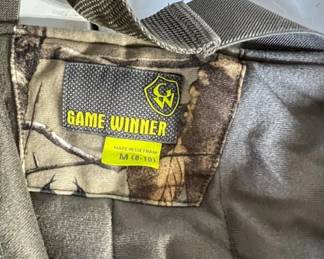 GW
GAME WINNER
MADE IN VIETNAM
M (8-10)